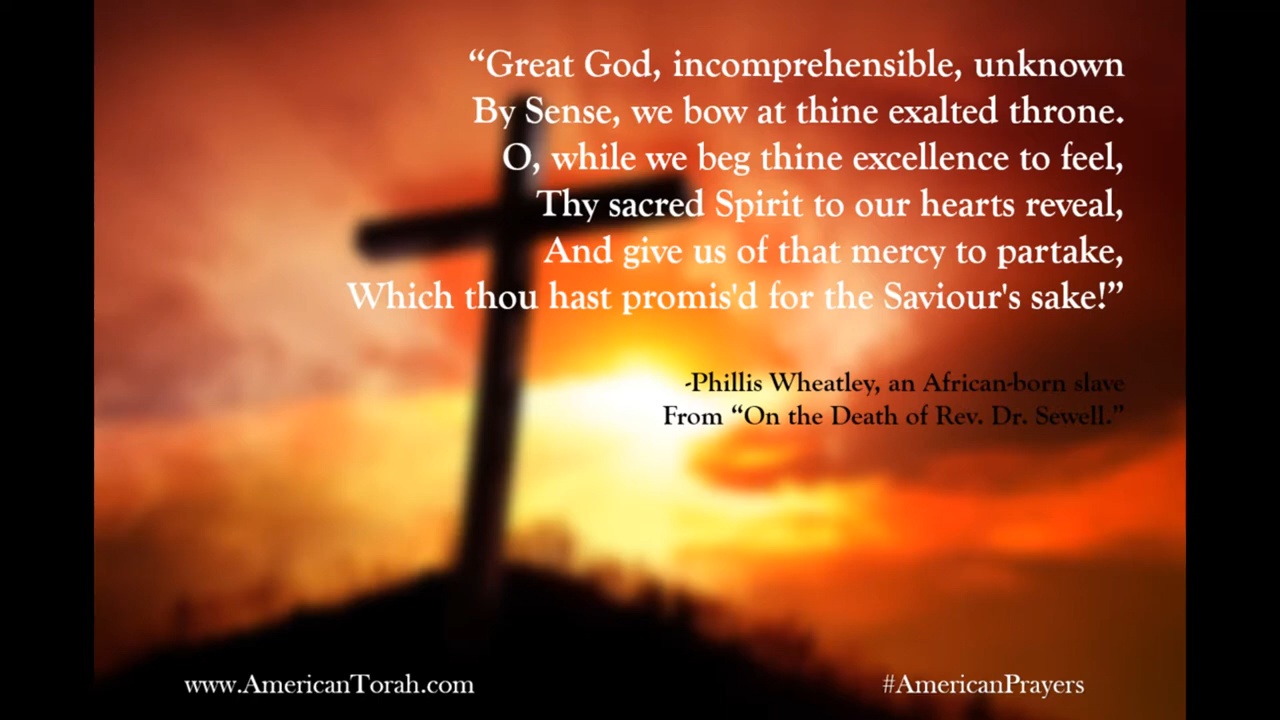 “Great God, incomprehensible, unknown
By Sense, we bow at thine exalted throne.
O, while we beg thine excellence to feel,
Thy sacred Spirit to our hearts reveal,
And give us of that mercy to partake,
Which thou hast promis'd for the Saviour's sake!”
-Phillis Wheatley, an African-born slave
From “On the Death of Rev. Dr. Sewell.”
www.AmericanTorah.com
#AmericanPrayers